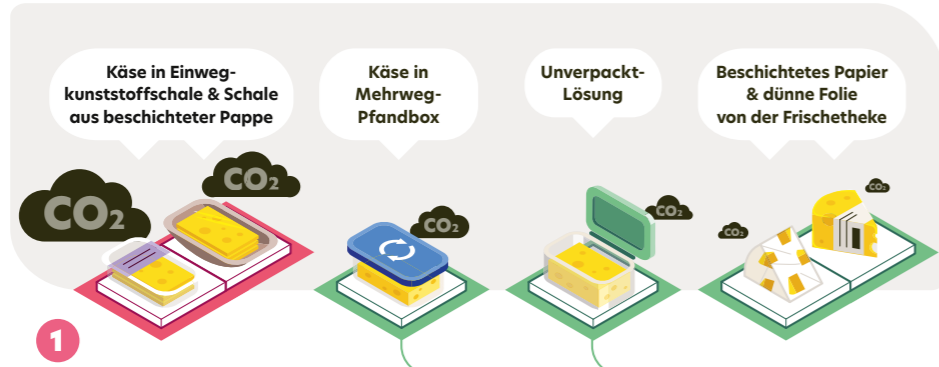 Käse in Einweg-
kunststoffschale & Schale
aus beschichteter Pappe
Käse in
Mehrweg-
Pfandbox
Unverpackt-
Lösung
Beschichtetes Papier
& dünne Folie
von der Frischetheke
CO₂
CO₂
CO₂
CO₂
CO₂
CO₂
1